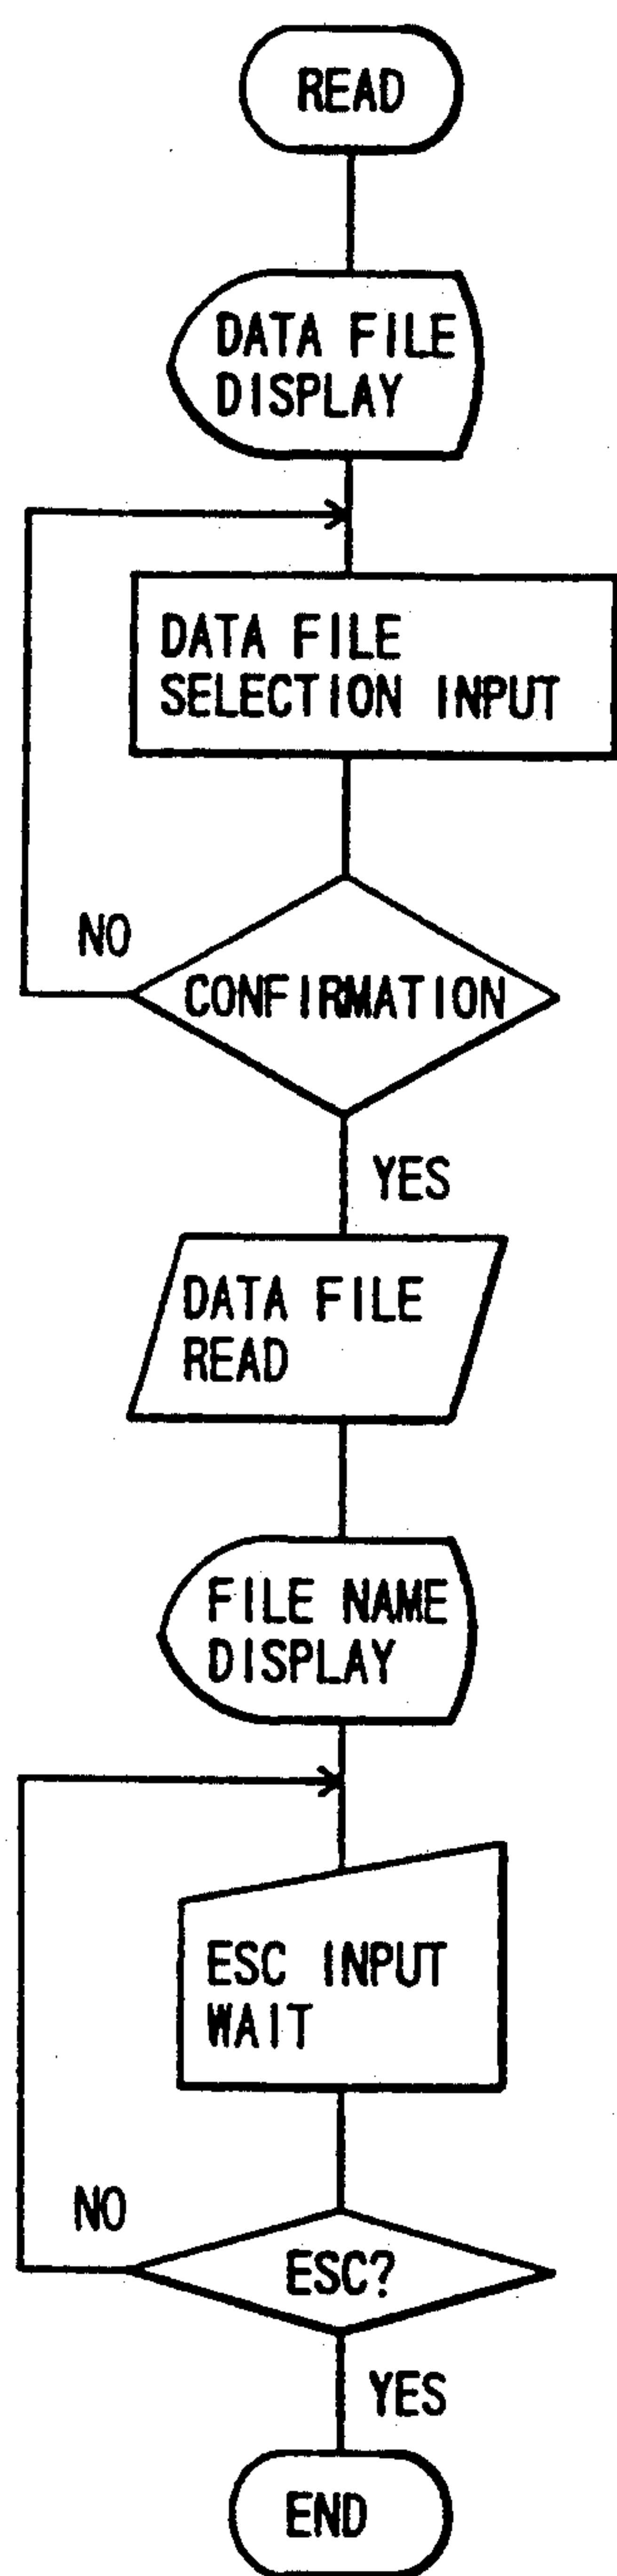 READ
DATA FILE
DISPLAY
DATA FILE
SELECTION INPUT
NO
CONFIRMATION
YES
DATA FILE
READ
FILE NAME
DISPLAY
ESC INPUT
WAIT
NO
ESC?
YES
END